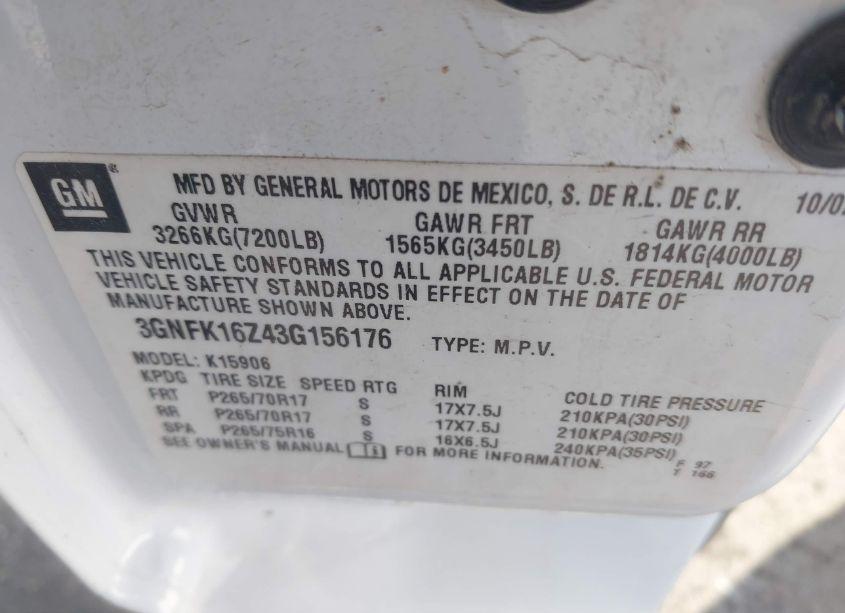 GM
MFD BY GENERAL MOTORS DE MEXICO, S. DE R.L. DE C.V. 10/02
GVWR GAWR FRT GAWR RR
3266KG(7200LB) 1565KG(3450LB) 1814KG(4000LB)
THIS VEHICLE CONFORMS TO ALL APPLICABLE U.S. FEDERAL MOTOR
VEHICLE SAFETY STANDARDS IN EFFECT ON THE DATE OF
MANUFACTURE SHOWN ABOVE.
3GNFK16Z43G156176 TYPE: M.P.V.
MODEL: K15906
KPDG TIRE SIZE SPEED RTG RIM COLD TIRE PRESSURE
FRT P265/70R17 S 17X7.5J 210KPA(30PSI)
RR P265/70R17 S 17X7.5J 210KPA(30PSI)
SPA P265/75R16 S 16X6.5J 240KPA(35PSI)
SEE OWNER'S MANUAL FOR MORE INFORMATION.
F 97
T 166